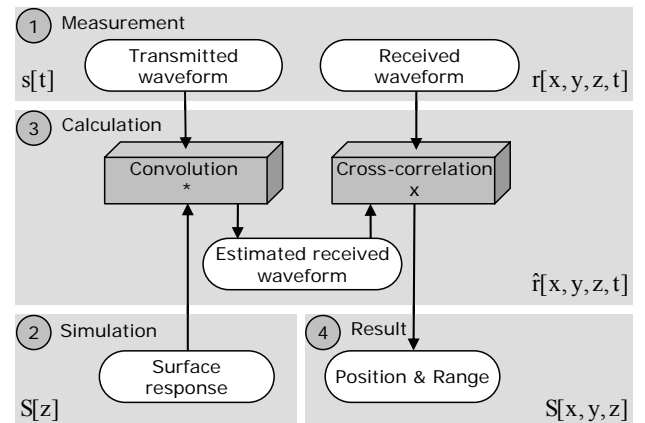 1 Measurement
Transmitted
waveform
Received
waveform
s[t]
r[x, y, z, t]
3 Calculation
Convolution
*
Cross-correlation
x
Estimated received
waveform
r̂[x, y, z, t]
2 Simulation
Surface
response
S[z]
4 Result
Position & Range
S[x, y, z]